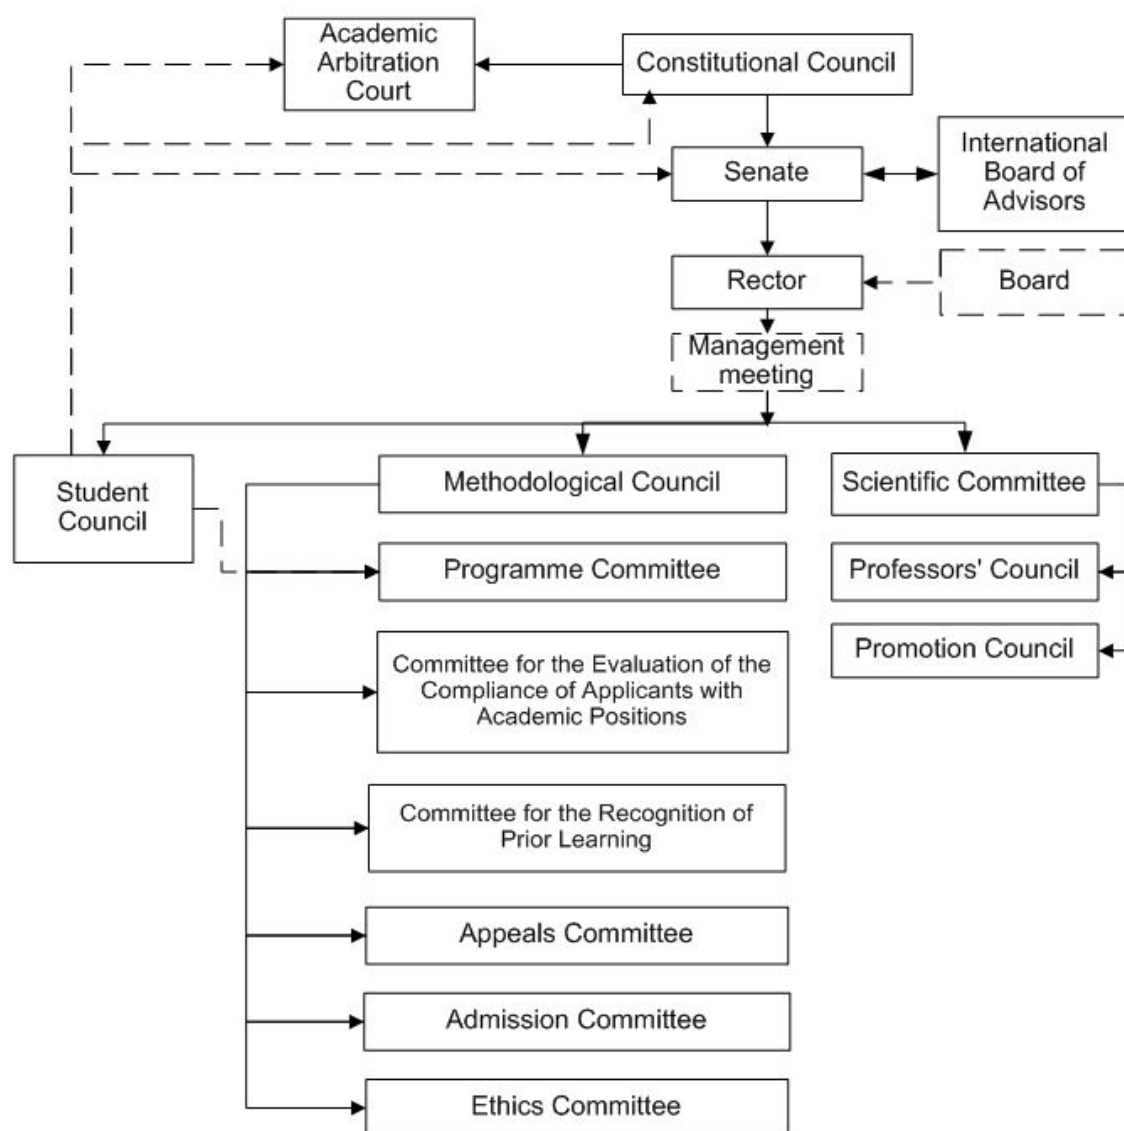 Academic
Arbitration
Court
Constitutional Council
Senate
International
Board of
Advisors
Rector
Board
Management
meeting
Student
Council
Methodological Council
Scientific Committee
Programme Committee
Professors' Council
Committee for the Evaluation of the
Compliance of Applicants with
Academic Positions
Promotion Council
Committee for the Recognition of
Prior Learning
Appeals Committee
Admission Committee
Ethics Committee